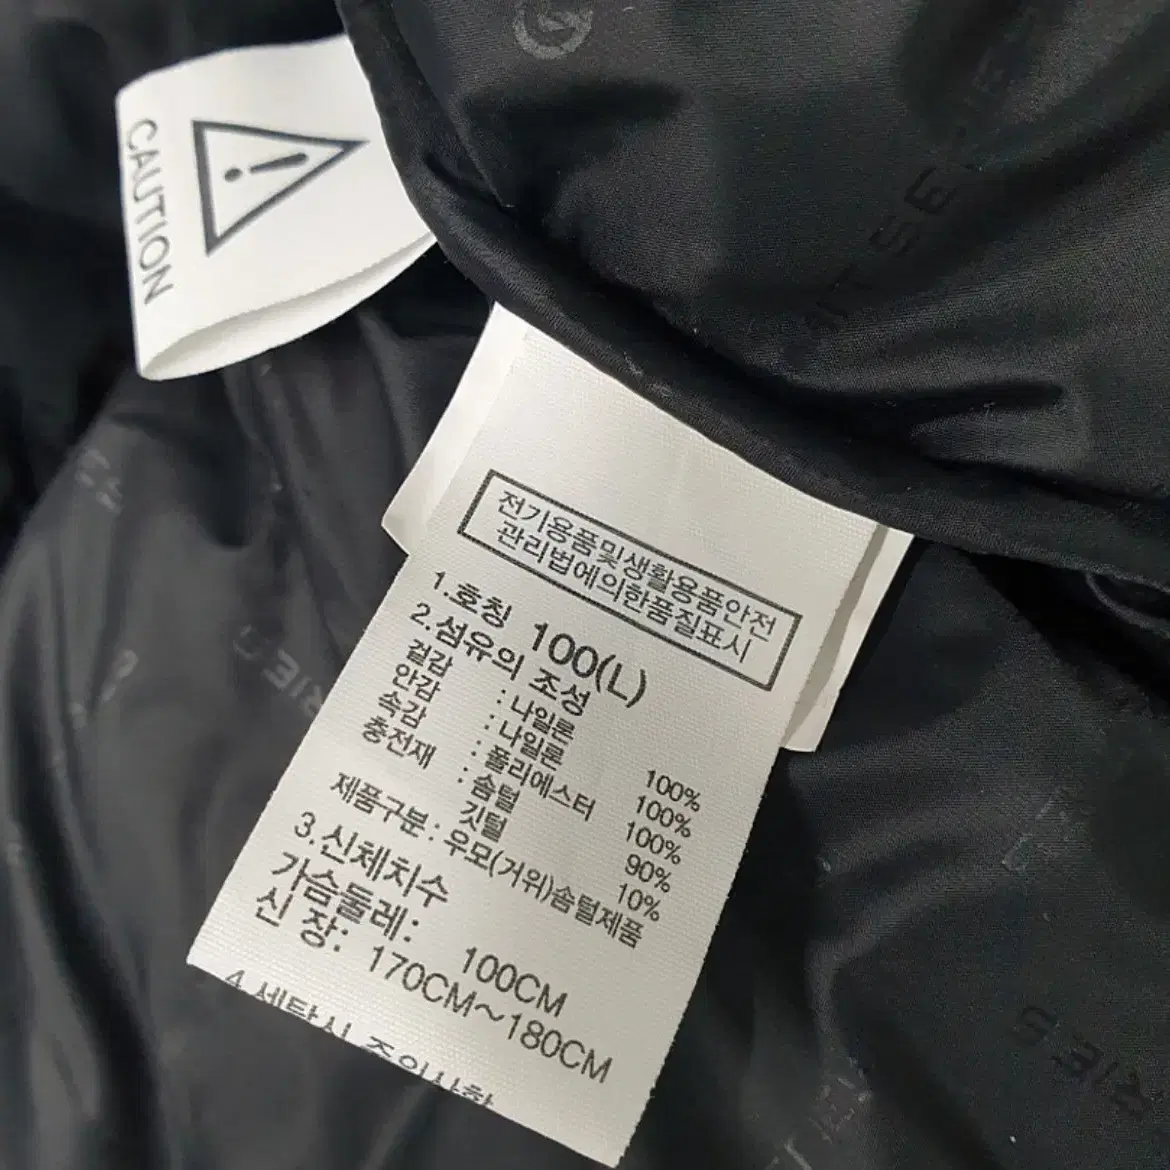 CAUTION
전기용품및생활용품안전
관리법에의한품질표시
1.호칭 100(L)
2.섬유의 조성
겉감 : 나일론 100%
안감 : 나일론 100%
속감 : 폴리에스터 100%
충전재 : 솜털 90%
깃털 10%
제품구분: 우모(거위)솜털제품
3.신체치수
가슴둘레: 100CM
신 장: 170CM~180CM
4.세탁시 주의사항